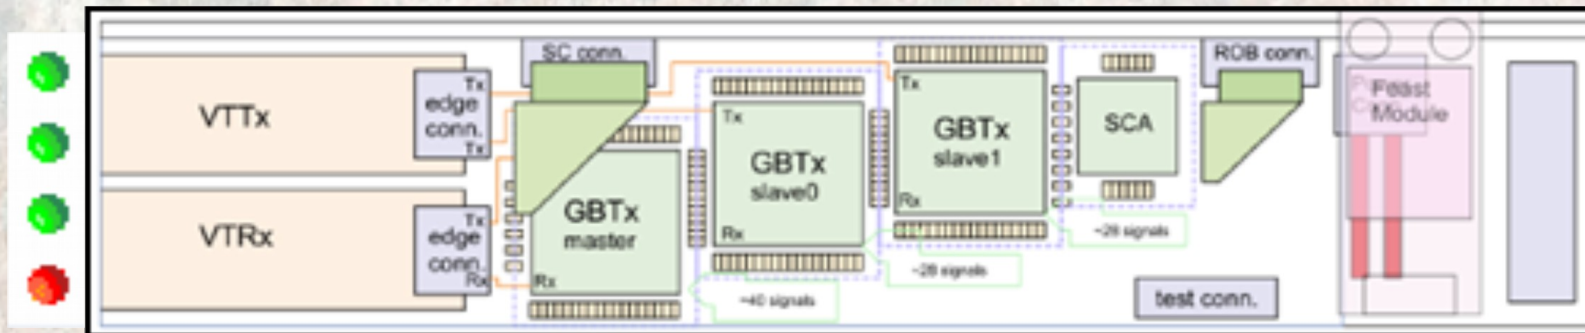 VTTx
Tx
edge
conn.
Tx
VTRx
Tx
edge
conn.
Rx
SC conn.
GBTx
master
Rx
Tx
GBTx
slave0
Rx
Tx
GBTx
slave1
Rx
SCA
ROB conn.
Feast
Module
~40 signals
~28 signals
~28 signals
test conn.